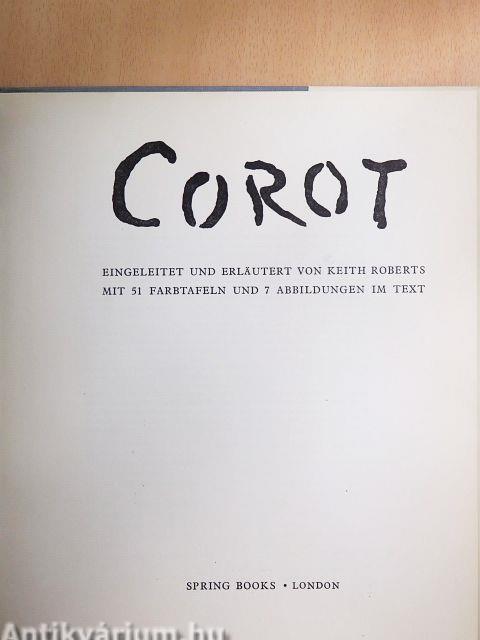 COROT
EINGELEITET UND ERLÄUTERT VON KEITH ROBERTS
MIT 51 FARBTAFELN UND 7 ABBILDUNGEN IM TEXT
SPRING BOOKS • LONDON
Antikvárium.hu